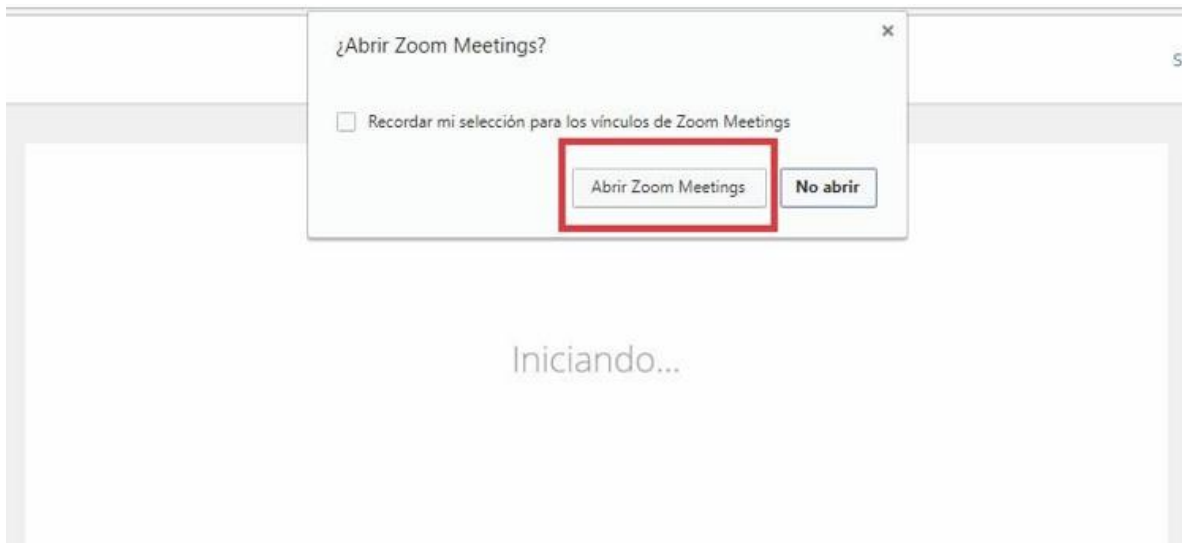 ¿Abrir Zoom Meetings?
Recordar mi selección para los vínculos de Zoom Meetings
Abrir Zoom Meetings No abrir
Iniciando...